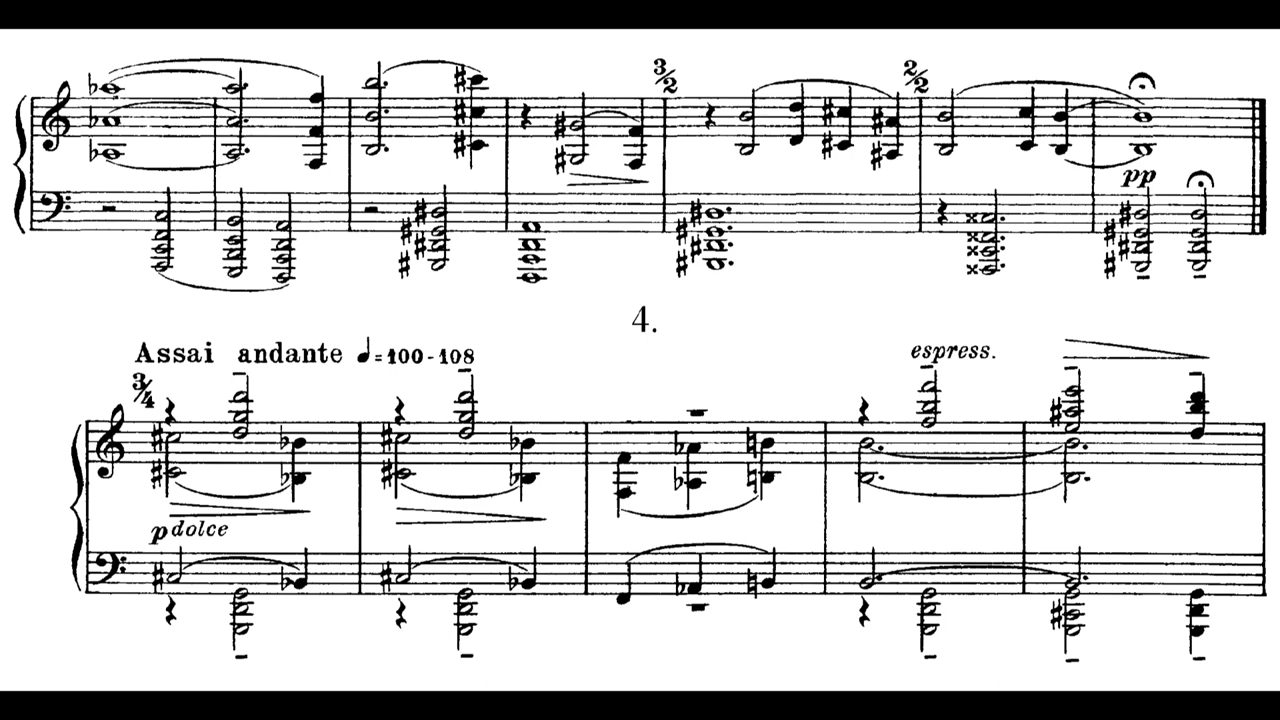 3/2 2/2
pp
4.
Assai andante ♩=100-108 espress.
3/4
p dolce